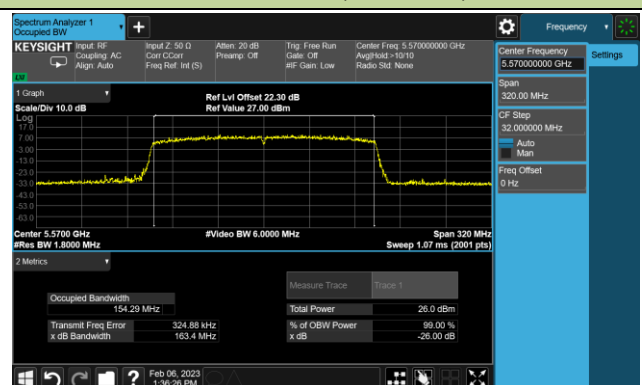 Spectrum Analyzer 1
Occupied BW
+
Frequency
KEYSIGHT Input: RF
Coupling: AC
Align: Auto
Input Z: 50 Ω
Corr CCorr
Freq Ref: Int (S)
Atten: 20 dB
Preamp: Off
Trig: Free Run
Gate: Off
#IF Gain: Low
Center Freq: 5.570000000 GHz
Avg|Hold:>10/10
Radio Std: None
Center Frequency
5.570000000 GHz
Settings
Span
320.00 MHz
CF Step
32.000000 MHz
Auto
Man
Freq Offset
0 Hz
1 Graph
Scale/Div 10.0 dB
Ref Lvl Offset 22.30 dB
Ref Value 27.00 dBm
Log
17.0
7.00
-3.00
-13.0
-23.0
-33.0
-43.0
-53.0
-63.0
Center 5.5700 GHz
#Res BW 1.8000 MHz
#Video BW 6.0000 MHz
Span 320 MHz
Sweep 1.07 ms (2001 pts)
2 Metrics
Measure Trace Trace 1
Occupied Bandwidth
154.29 MHz
Total Power 26.0 dBm
Transmit Freq Error 324.88 kHz
% of OBW Power 99.00 %
x dB Bandwidth 163.4 MHz
x dB -26.00 dB
Feb 06, 2023
1:36:26 PM